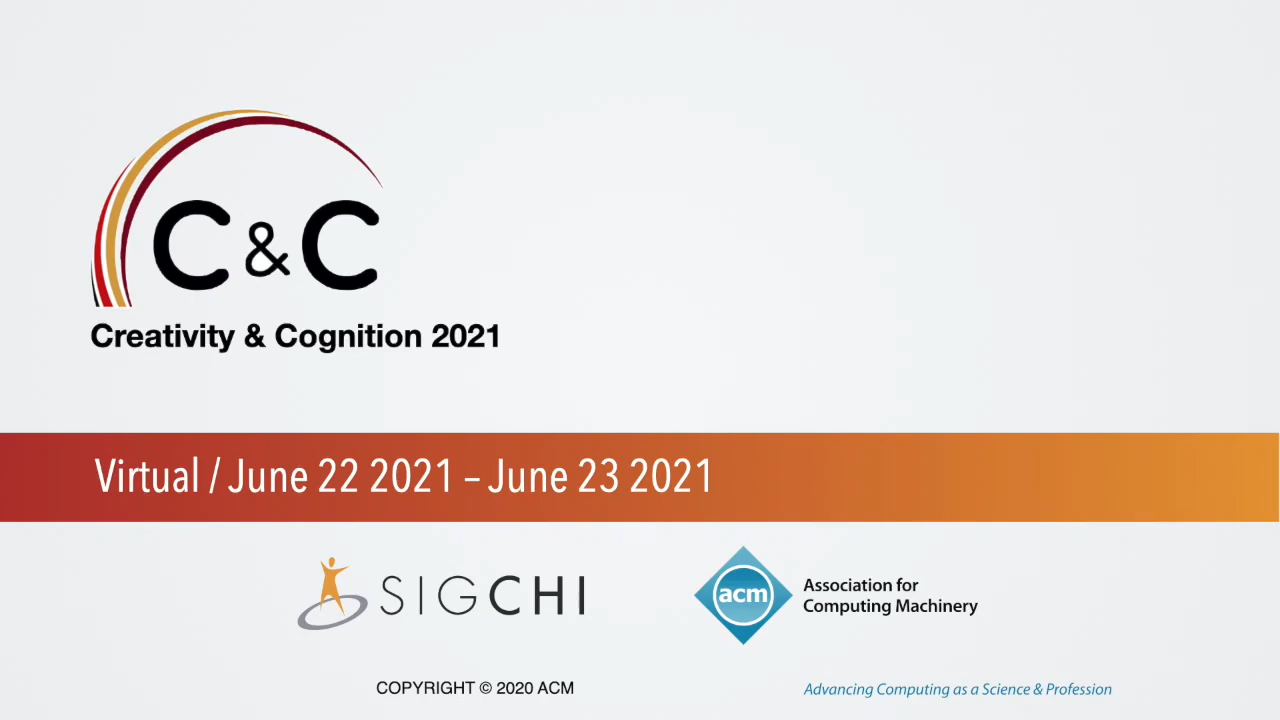 C&C
Creativity & Cognition 2021
Virtual / June 22 2021 – June 23 2021
SIGCHI
acm
Association for
Computing Machinery
COPYRIGHT © 2020 ACM
Advancing Computing as a Science & Profession